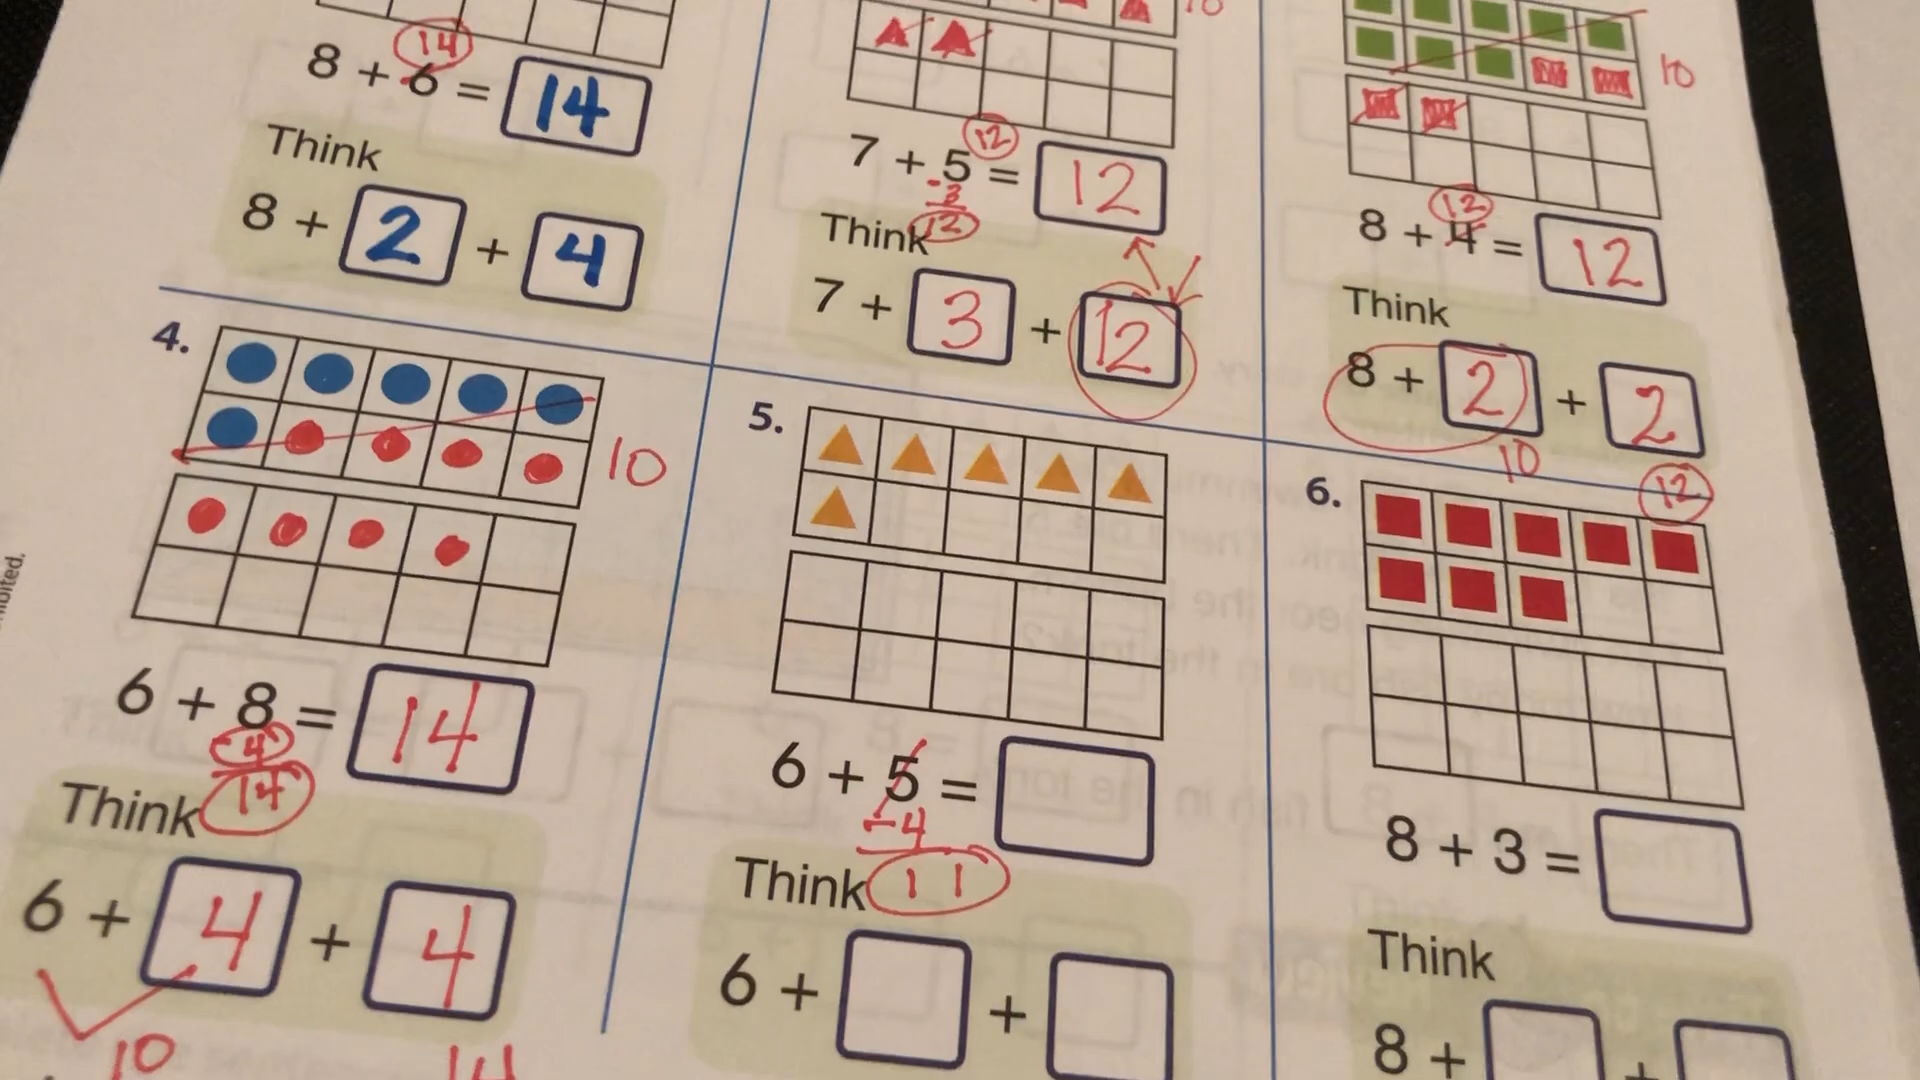 14
8 + 6 = 14
Think
8 + 2 + 4
10
12
7 + 5 = 12
- 3
12
Think
7 + 3 + 12
10
12
8 + 4 = 12
Think
8 + 2 + 2
10
12
4.
10
6 + 8 = 14
- 4
14
Think
6 + 4 + 4
10
14
5.
6 + 5 =
- 4
11
Think
6 + +
6.
8 + 3 =
Think
8 + +